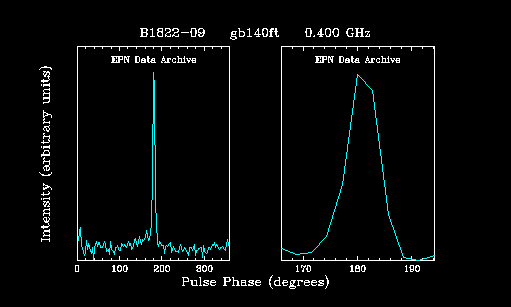 B1822-09 gb140ft 0.400 GHz
EPN Data Archive EPN Data Archive
Intensity (arbitrary units)
0 100 200 300 170 180 190
Pulse Phase (degrees)